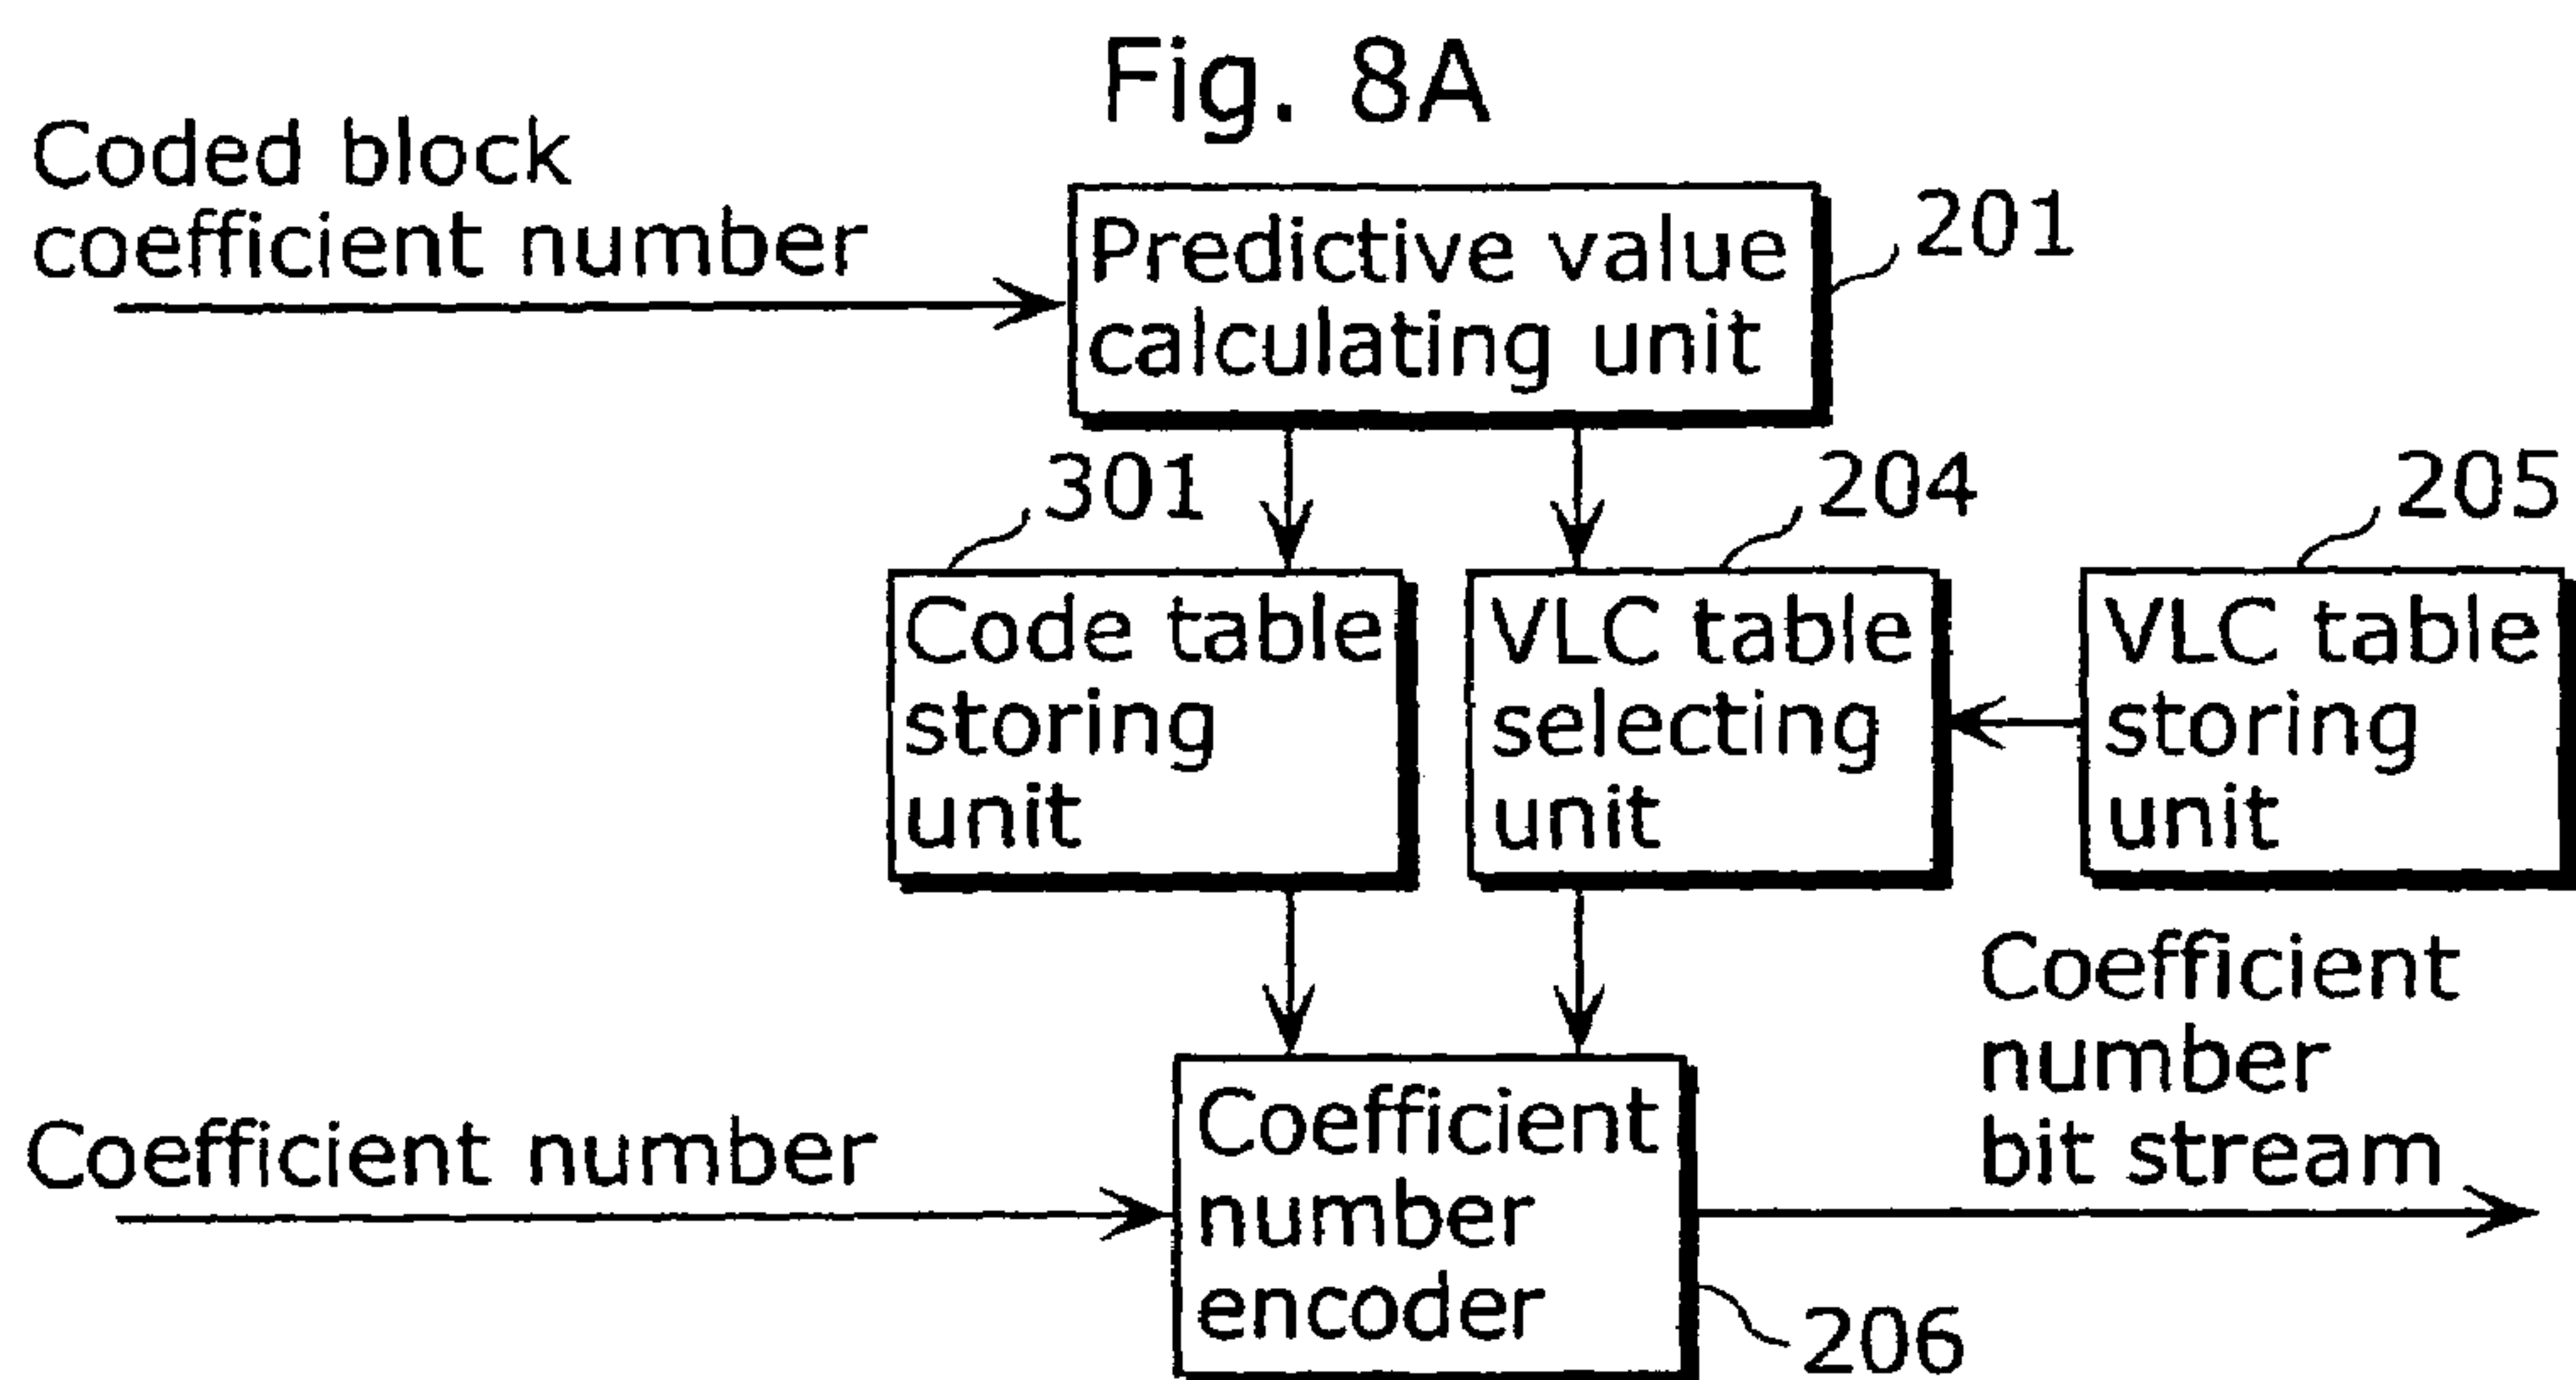 Fig. 8A
Coded block
coefficient number
Predictive value
calculating unit
201
301
204
205
Code table
storing
unit
VLC table
selecting
unit
VLC table
storing
unit
Coefficient number
Coefficient
number
encoder
Coefficient
number
bit stream
206